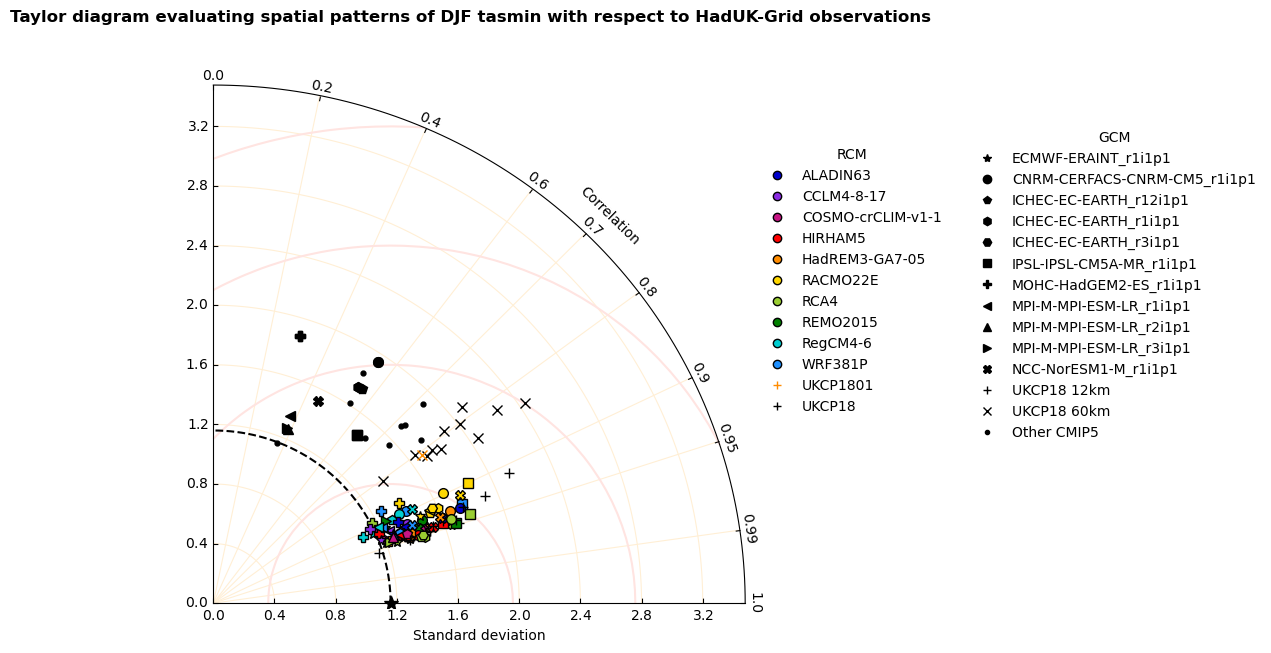 Taylor diagram evaluating spatial patterns of DJF tasmin with respect to HadUK-Grid observations
0.0
0.2
0.4
0.6
Correlation
0.7
0.8
0.9
0.95
0.99
1.0
3.2
2.8
2.4
2.0
1.6
1.2
0.8
0.4
0.0
0.0
0.4
0.8
1.2
1.6
2.0
2.4
2.8
3.2
Standard deviation
RCM
ALADIN63
CCLM4-8-17
COSMO-crCLIM-v1-1
HIRHAM5
HadREM3-GA7-05
RACMO22E
RCA4
REMO2015
RegCM4-6
WRF381P
UKCP1801
UKCP18
GCM
ECMWF-ERAINT_r1i1p1
CNRM-CERFACS-CNRM-CM5_r1i1p1
ICHEC-EC-EARTH_r12i1p1
ICHEC-EC-EARTH_r1i1p1
ICHEC-EC-EARTH_r3i1p1
IPSL-IPSL-CM5A-MR_r1i1p1
MOHC-HadGEM2-ES_r1i1p1
MPI-M-MPI-ESM-LR_r1i1p1
MPI-M-MPI-ESM-LR_r2i1p1
MPI-M-MPI-ESM-LR_r3i1p1
NCC-NorESM1-M_r1i1p1
UKCP18 12km
UKCP18 60km
Other CMIP5